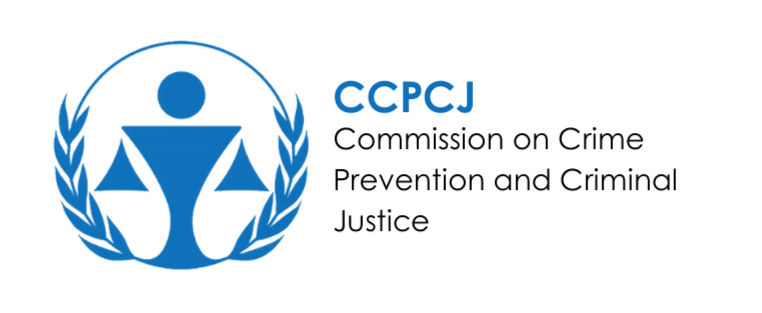 CCPCJ
Commission on Crime
Prevention and Criminal
Justice